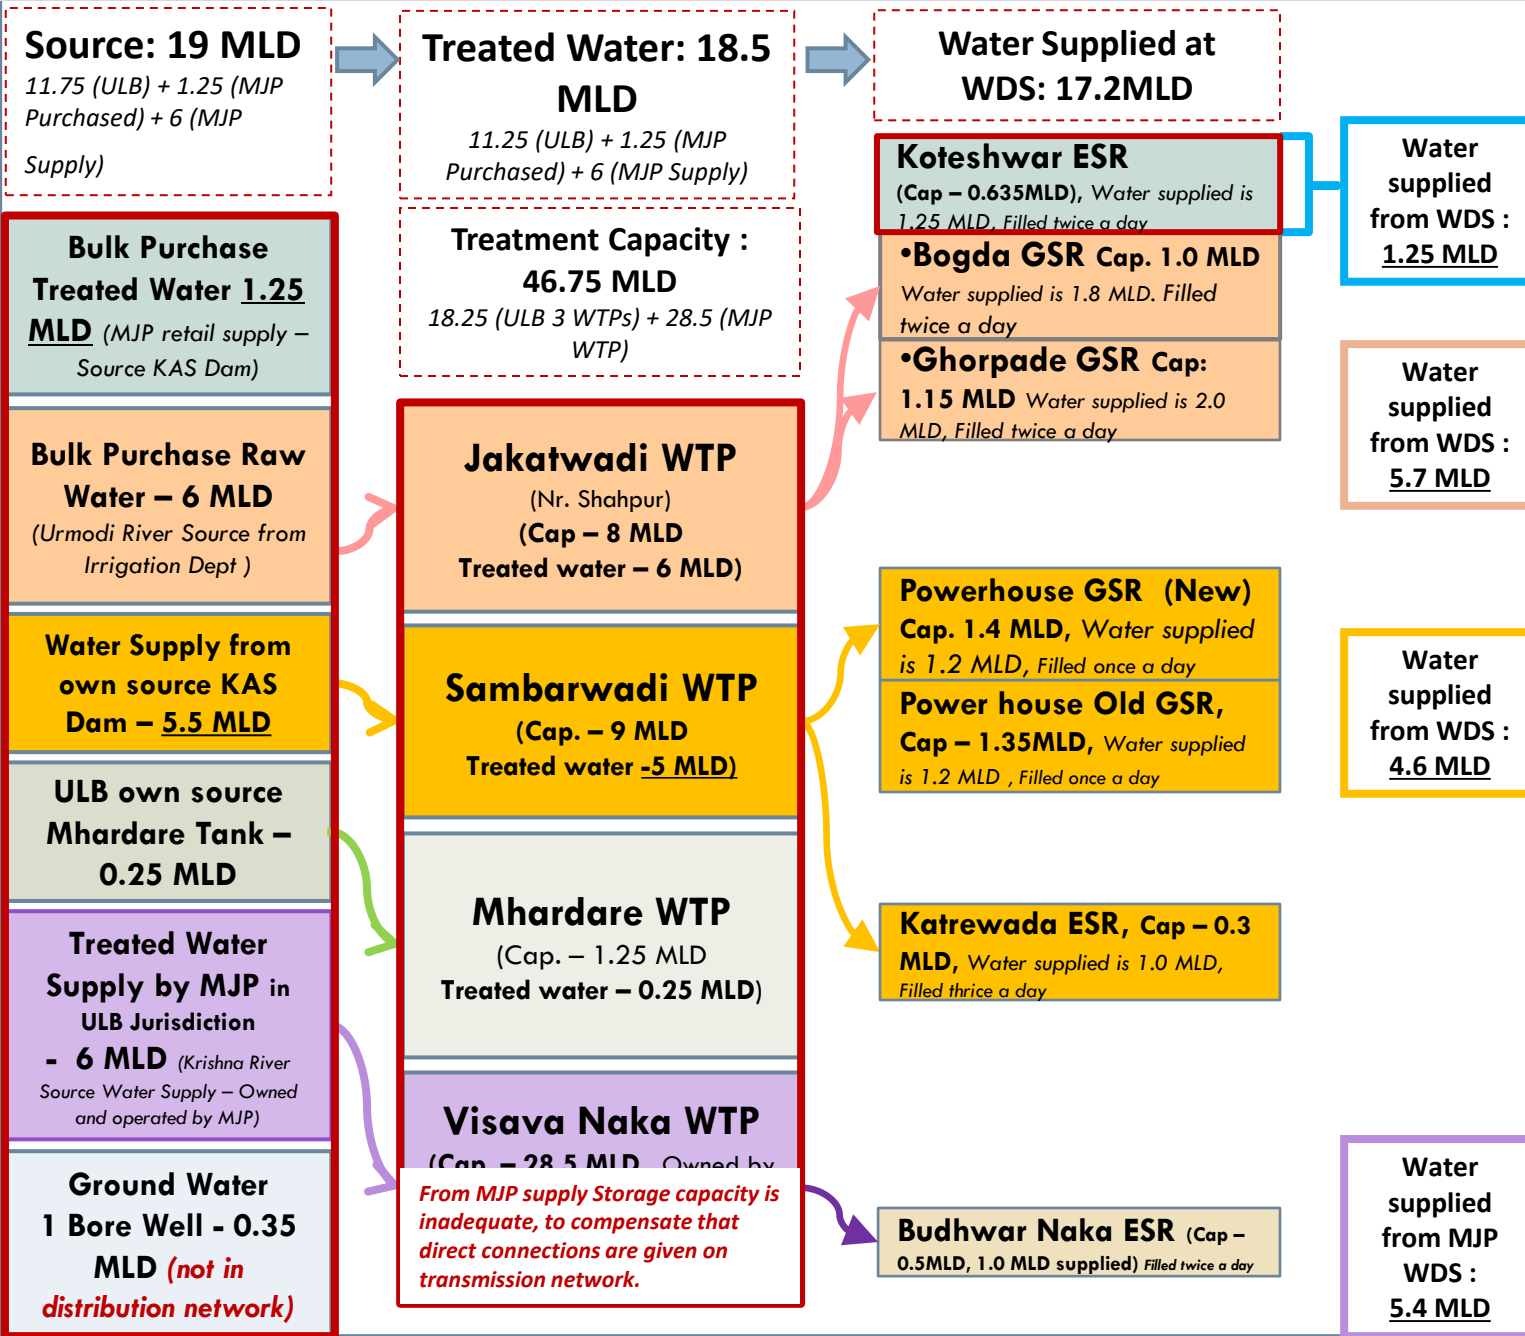 Source: 19 MLD
11.75 (ULB) + 1.25 (MJP
Purchased) + 6 (MJP
Supply)
Treated Water: 18.5
MLD
11.25 (ULB) + 1.25 (MJP
Purchased) + 6 (MJP Supply)
Water Supplied at
WDS: 17.2MLD
Treatment Capacity :
46.75 MLD
18.25 (ULB 3 WTPs) + 28.5 (MJP
WTP)
Bulk Purchase
Treated Water 1.25
MLD (MJP retail supply –
Source KAS Dam)
Bulk Purchase Raw
Water – 6 MLD
(Urmodi River Source from
Irrigation Dept )
Water Supply from
own source KAS
Dam – 5.5 MLD
ULB own source
Mhardare Tank –
0.25 MLD
Treated Water
Supply by MJP in
ULB Jurisdiction
- 6 MLD (Krishna River
Source Water Supply – Owned
and operated by MJP)
Ground Water
1 Bore Well - 0.35
MLD (not in
distribution network)
Jakatwadi WTP
(Nr. Shahpur)
(Cap – 8 MLD
Treated water – 6 MLD)
Sambarwadi WTP
(Cap. – 9 MLD
Treated water -5 MLD)
Mhardare WTP
(Cap. – 1.25 MLD
Treated water – 0.25 MLD)
Visava Naka WTP
(Cap. – 28.5 MLD Owned by
From MJP supply Storage capacity is
inadequate, to compensate that
direct connections are given on
transmission network.
Koteshwar ESR
(Cap – 0.635MLD), Water supplied is
1.25 MLD, Filled twice a day
•Bogda GSR Cap. 1.0 MLD
Water supplied is 1.8 MLD. Filled
twice a day
•Ghorpade GSR Cap:
1.15 MLD Water supplied is 2.0
MLD, Filled twice a day
Powerhouse GSR (New)
Cap. 1.4 MLD, Water supplied
is 1.2 MLD, Filled once a day
Power house Old GSR,
Cap – 1.35MLD, Water supplied
is 1.2 MLD , Filled once a day
Katrewada ESR, Cap – 0.3
MLD, Water supplied is 1.0 MLD,
Filled thrice a day
Budhwar Naka ESR (Cap –
0.5MLD, 1.0 MLD supplied) Filled twice a day
Water
supplied
from WDS :
1.25 MLD
Water
supplied
from WDS :
5.7 MLD
Water
supplied
from WDS :
4.6 MLD
Water
supplied
from MJP
WDS :
5.4 MLD